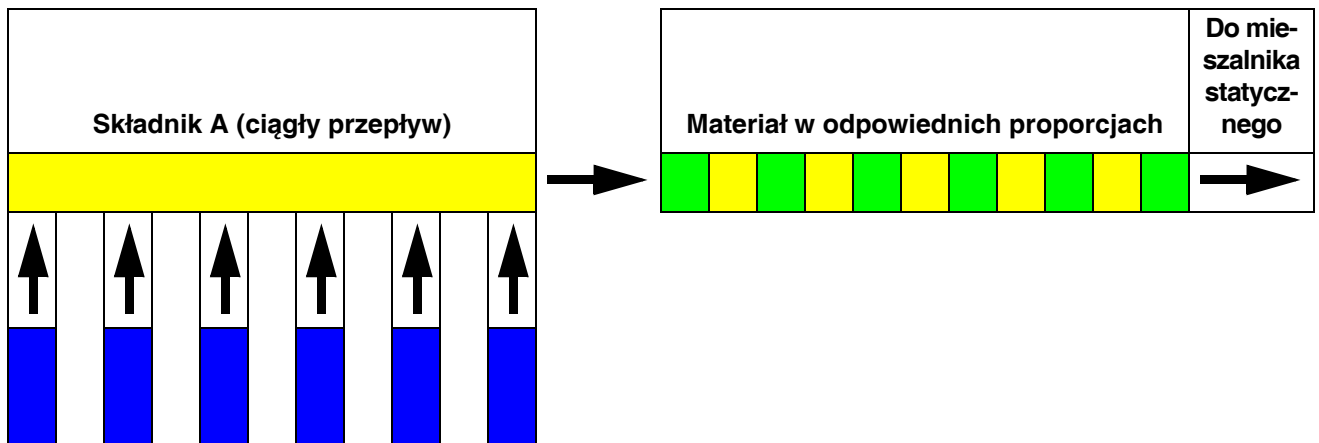 Składnik A (ciągły przepływ)
Materiał w odpowiednich proporcjach
Do mie-
szalnika
statycz-
nego